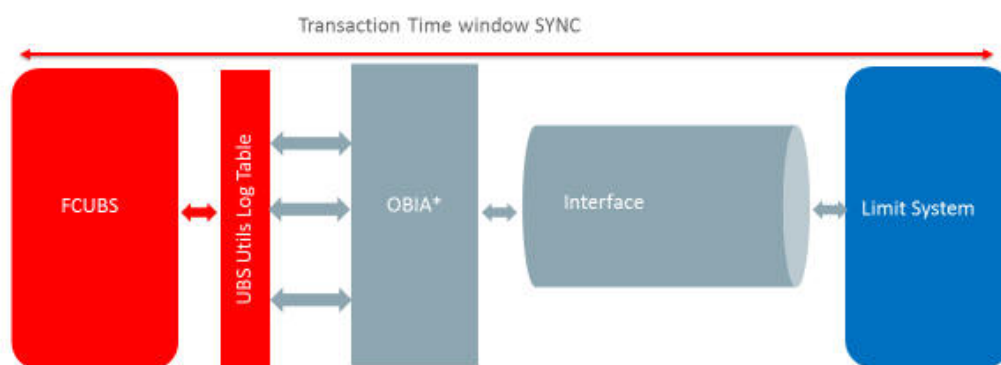 Transaction Time window SYNC
FCUBS
UBS Utils Log Table
OBIA*
Interface
Limit System